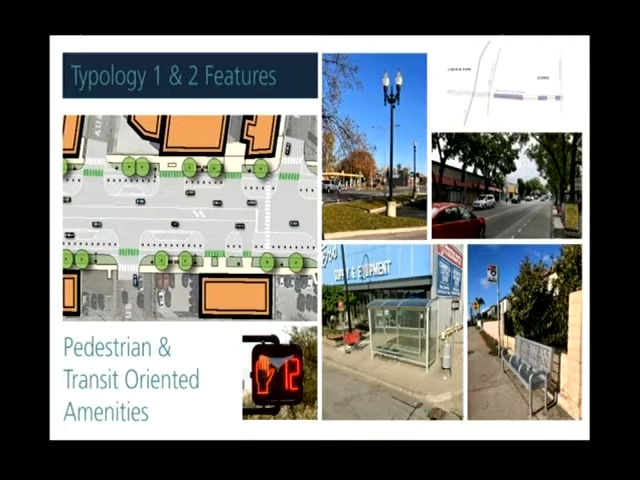 Typology 1 & 2 Features
SUPPLY & EQUIPMENT
Pedestrian &
Transit Oriented
Amenities
12